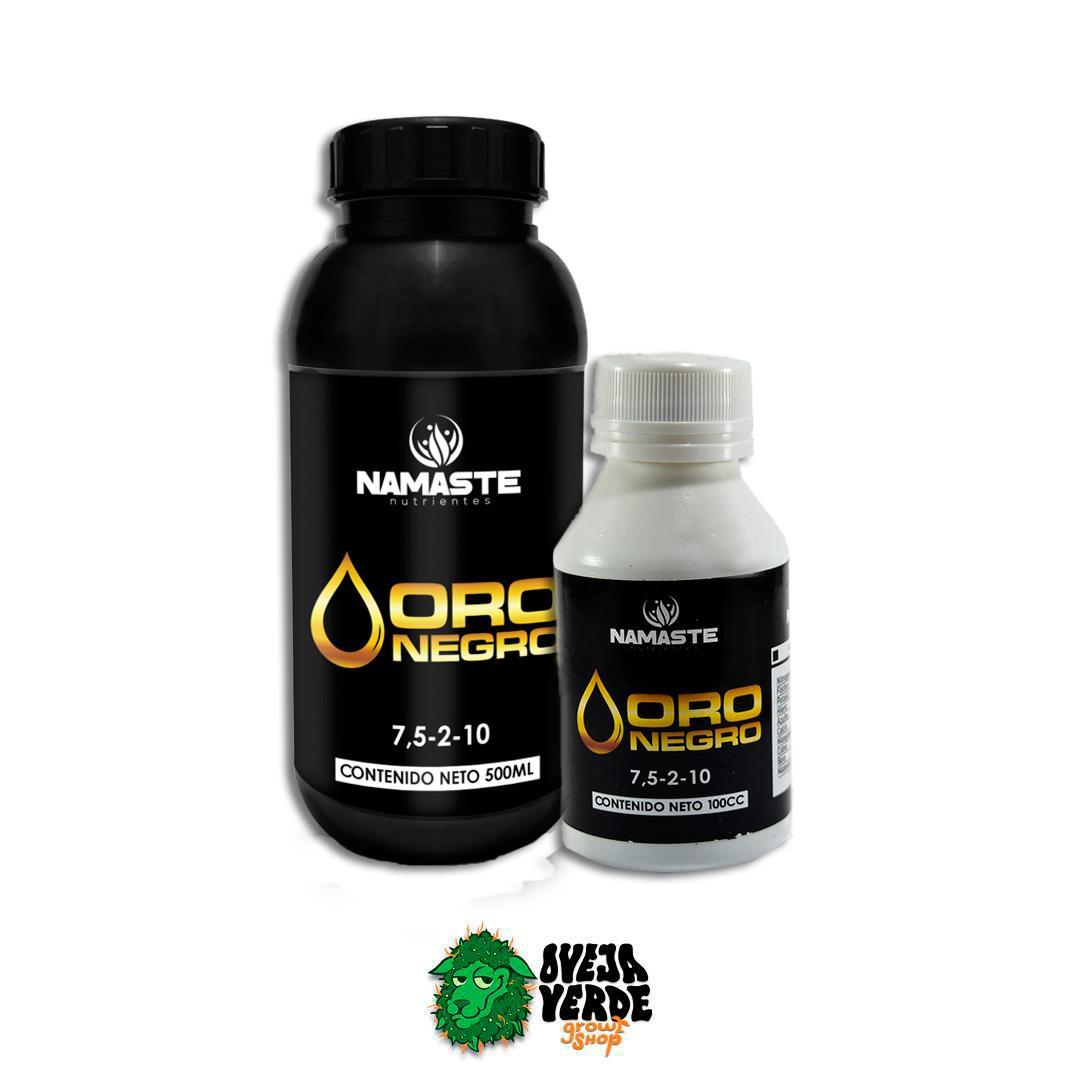 NAMASTE
nutrientes
ORO
NEGRO
7,5-2-10
CONTENIDO NETO 500ML
NAMASTE
ORO
NEGRO
7,5-2-10
CONTENIDO NETO 100CC
OVEJA
VERDE
grow
shop